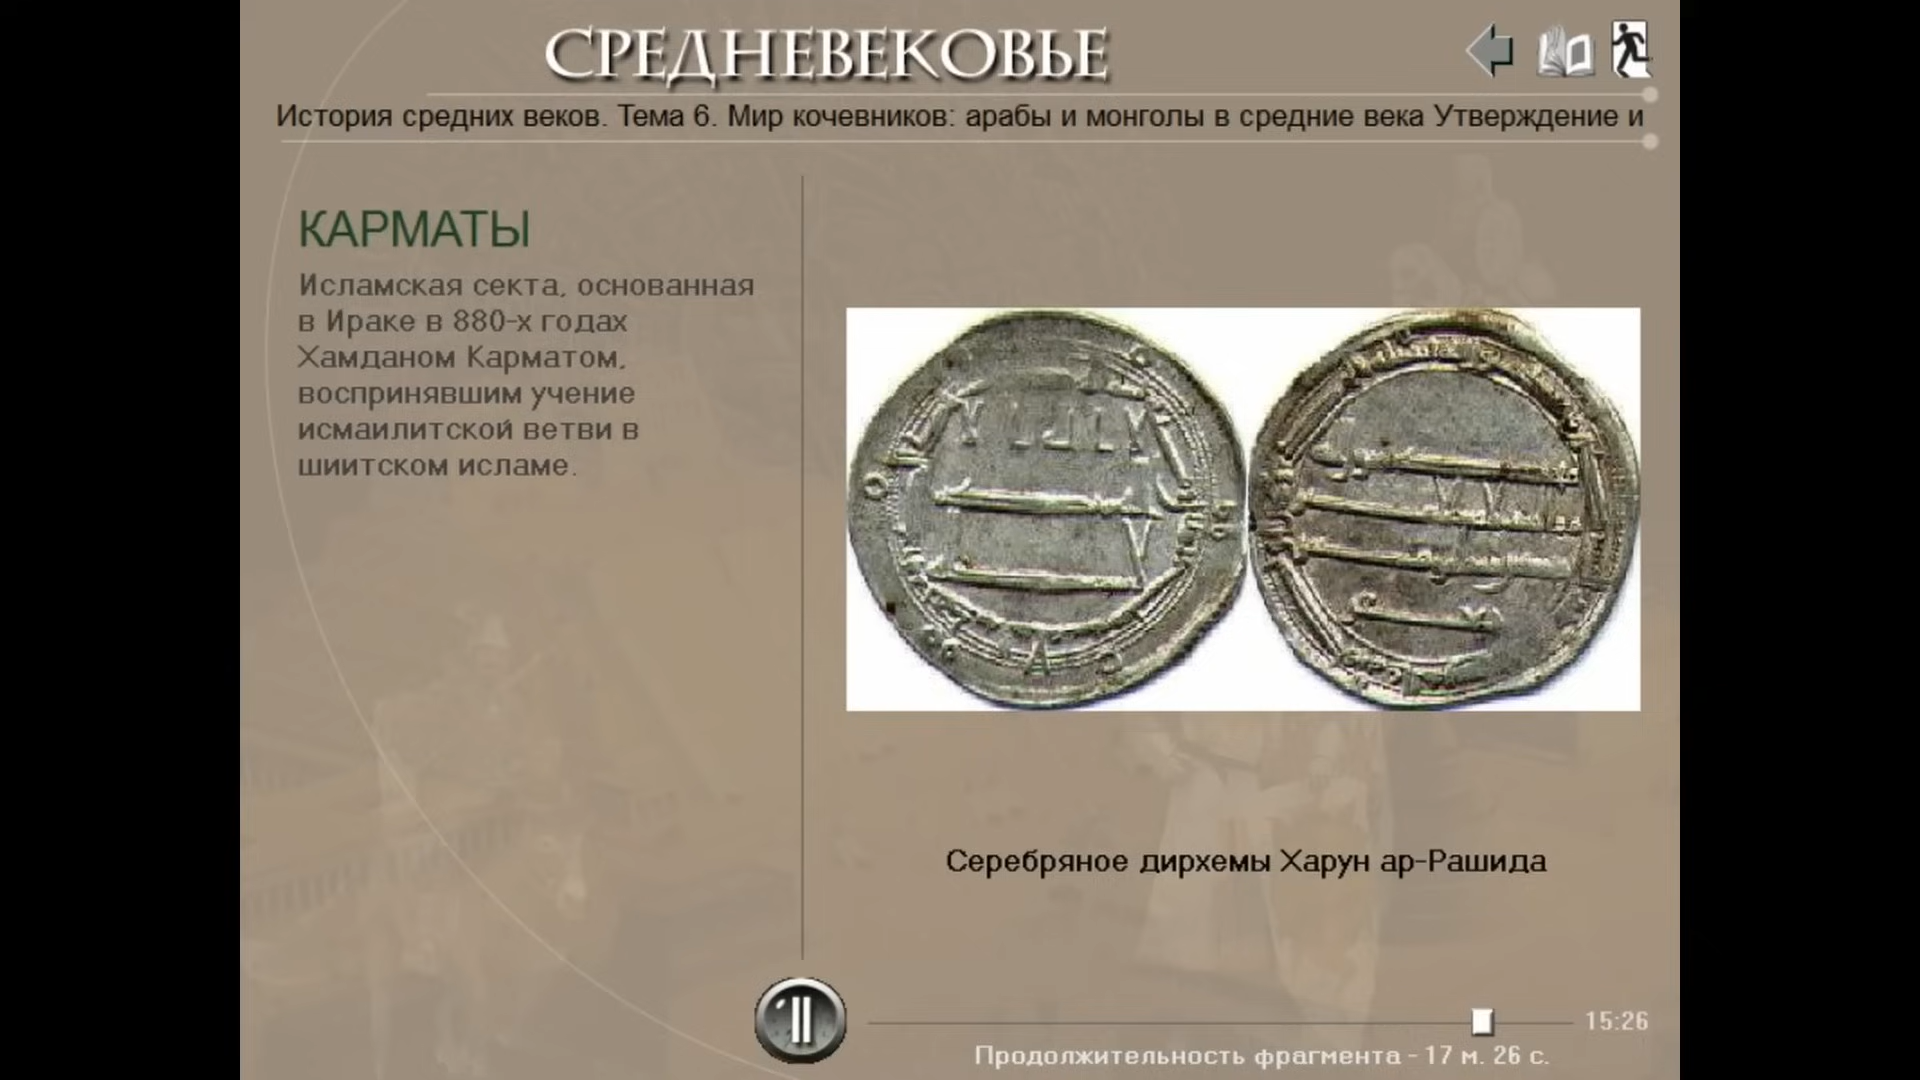 СРЕДНЕВЕКОВЬЕ
История средних веков. Тема 6. Мир кочевников: арабы и монголы в средние века Утверждение и
КАРМАТЫ
Исламская секта, основанная
в Ираке в 880-х годах
Хамданом Карматом,
воспринявшим учение
исмаилитской ветви в
шиитском исламе.
Серебряное дирхемы Харун ар-Рашида
15:26
Продолжительность фрагмента - 17 м. 26 с.